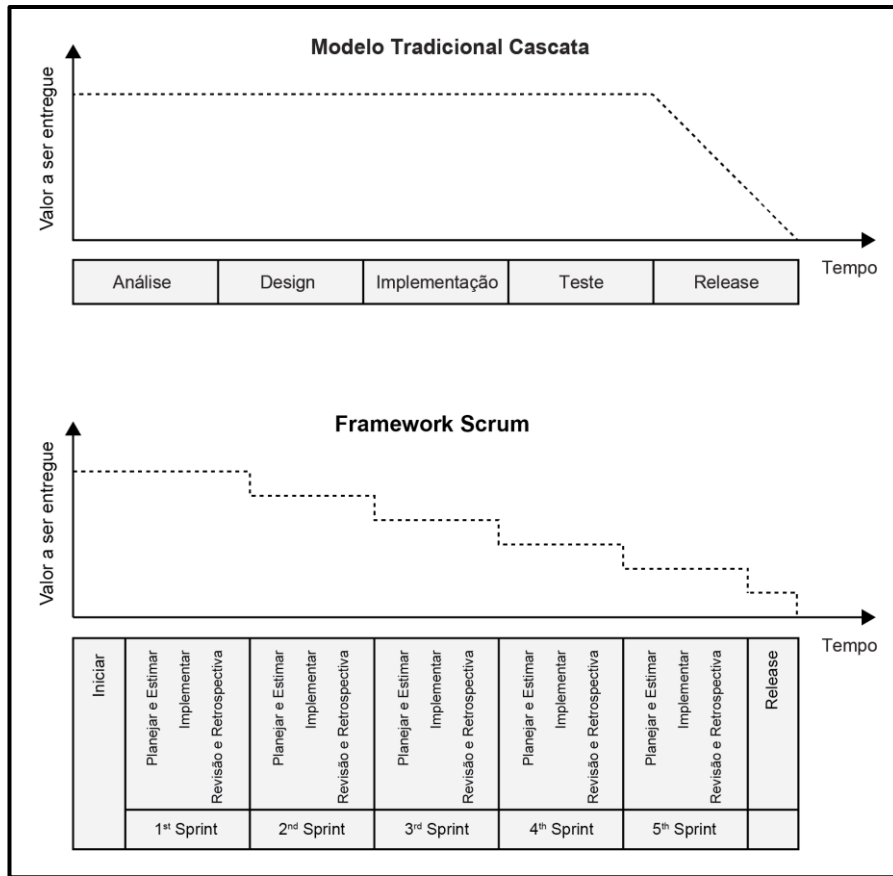 Modelo Tradicional Cascata
Valor a ser entregue
Tempo
Análise
Design
Implementação
Teste
Release
Framework Scrum
Valor a ser entregue
Tempo
Iniciar
Planejar e Estimar
Implementar
Revisão e Retrospectiva
Planejar e Estimar
Implementar
Revisão e Retrospectiva
Planejar e Estimar
Implementar
Revisão e Retrospectiva
Planejar e Estimar
Implementar
Revisão e Retrospectiva
Planejar e Estimar
Implementar
Revisão e Retrospectiva
Release
1st Sprint
2nd Sprint
3rd Sprint
4th Sprint
5th Sprint